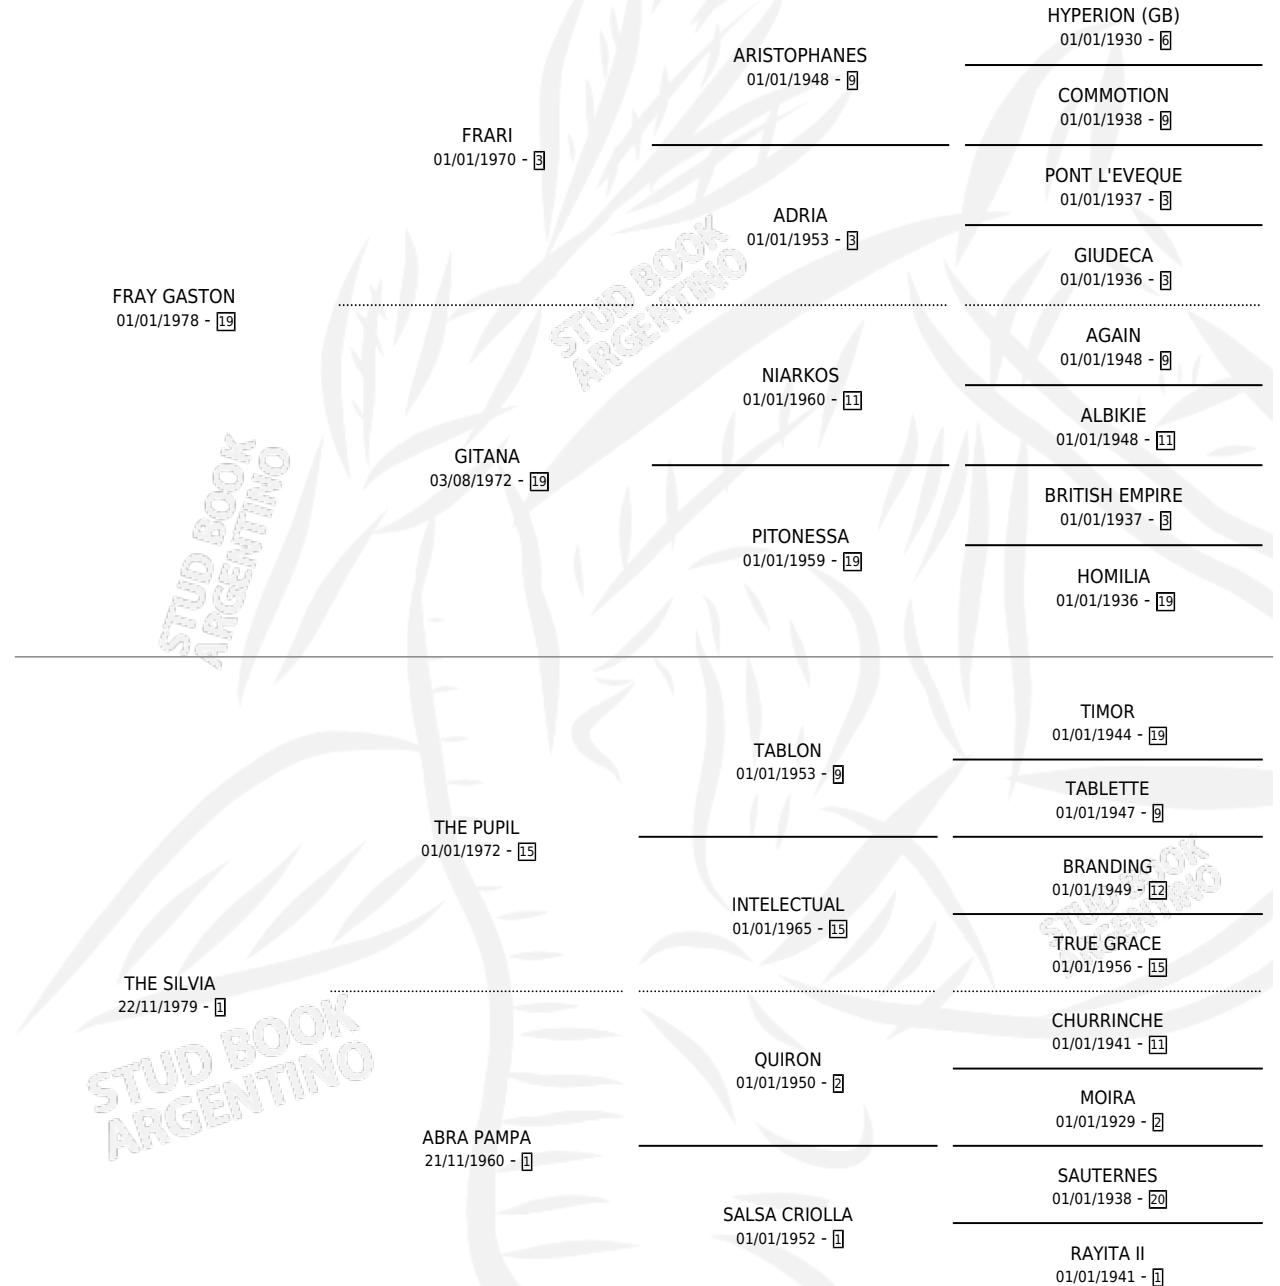 HYPERION (GB)
01/01/1930 - 6
ARISTOPHANES
01/01/1948 - 9
COMMOTION
01/01/1938 - 9
FRARI
01/01/1970 - 3
PONT L'EVEQUE
01/01/1937 - 3
ADRIA
01/01/1953 - 3
GIUDECA
01/01/1936 - 3
FRAY GASTON
01/01/1978 - 19
AGAIN
01/01/1948 - 9
NIARKOS
01/01/1960 - 11
ALBIKIE
01/01/1948 - 11
GITANA
03/08/1972 - 19
BRITISH EMPIRE
01/01/1937 - 3
PITONESSA
01/01/1959 - 19
HOMILIA
01/01/1936 - 19
TIMOR
01/01/1944 - 19
TABLON
01/01/1953 - 9
TABLETTE
01/01/1947 - 9
THE PUPIL
01/01/1972 - 15
BRANDING
01/01/1949 - 12
INTELECTUAL
01/01/1965 - 15
TRUE GRACE
01/01/1956 - 15
THE SILVIA
22/11/1979 - 1
CHURRINCHE
01/01/1941 - 11
QUIRON
01/01/1950 - 2
MOIRA
01/01/1929 - 2
ABRA PAMPA
21/11/1960 - 1
SAUTERNES
01/01/1938 - 20
SALSA CRIOLLA
01/01/1952 - 1
RAYITA II
01/01/1941 - 1
STUD BOOK
ARGENTINO
STUD BOOK
ARGENTINO
STUD BOOK
ARGENTINO
STUD BOOK
ARGENTINO